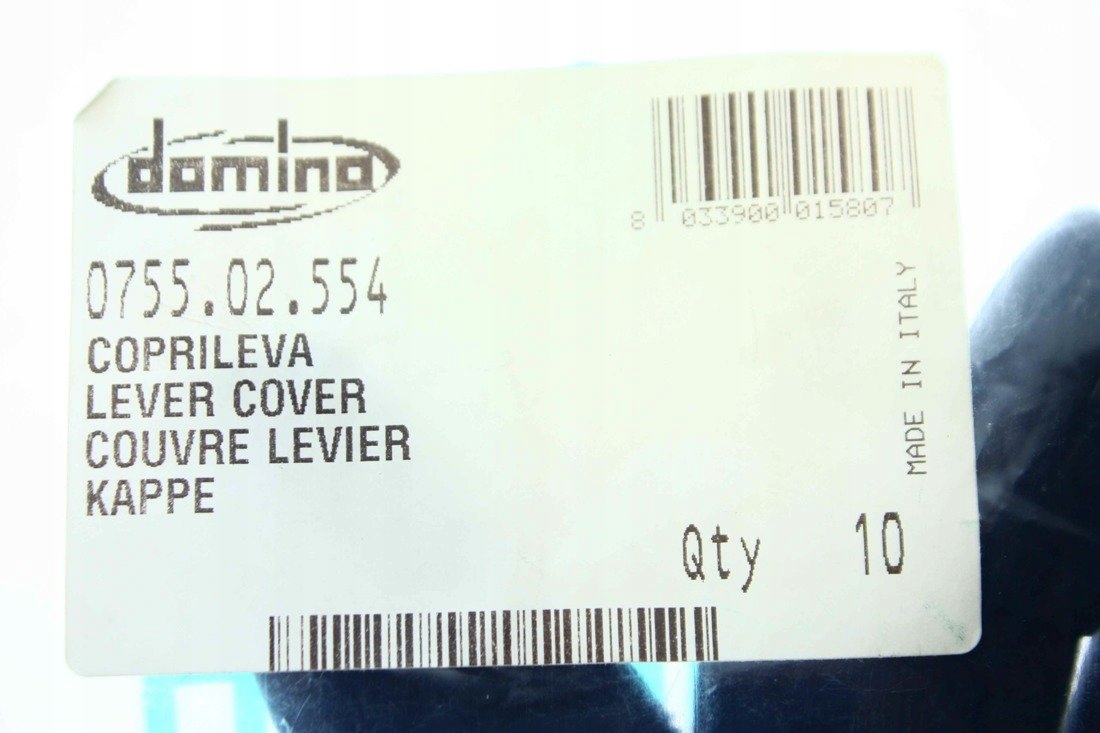 domino
8 033900 015807
0755.02.554
COPRILEVA
LEVER COVER
COUVRE LEVIER
KAPPE
MADE IN ITALY
Qty 10